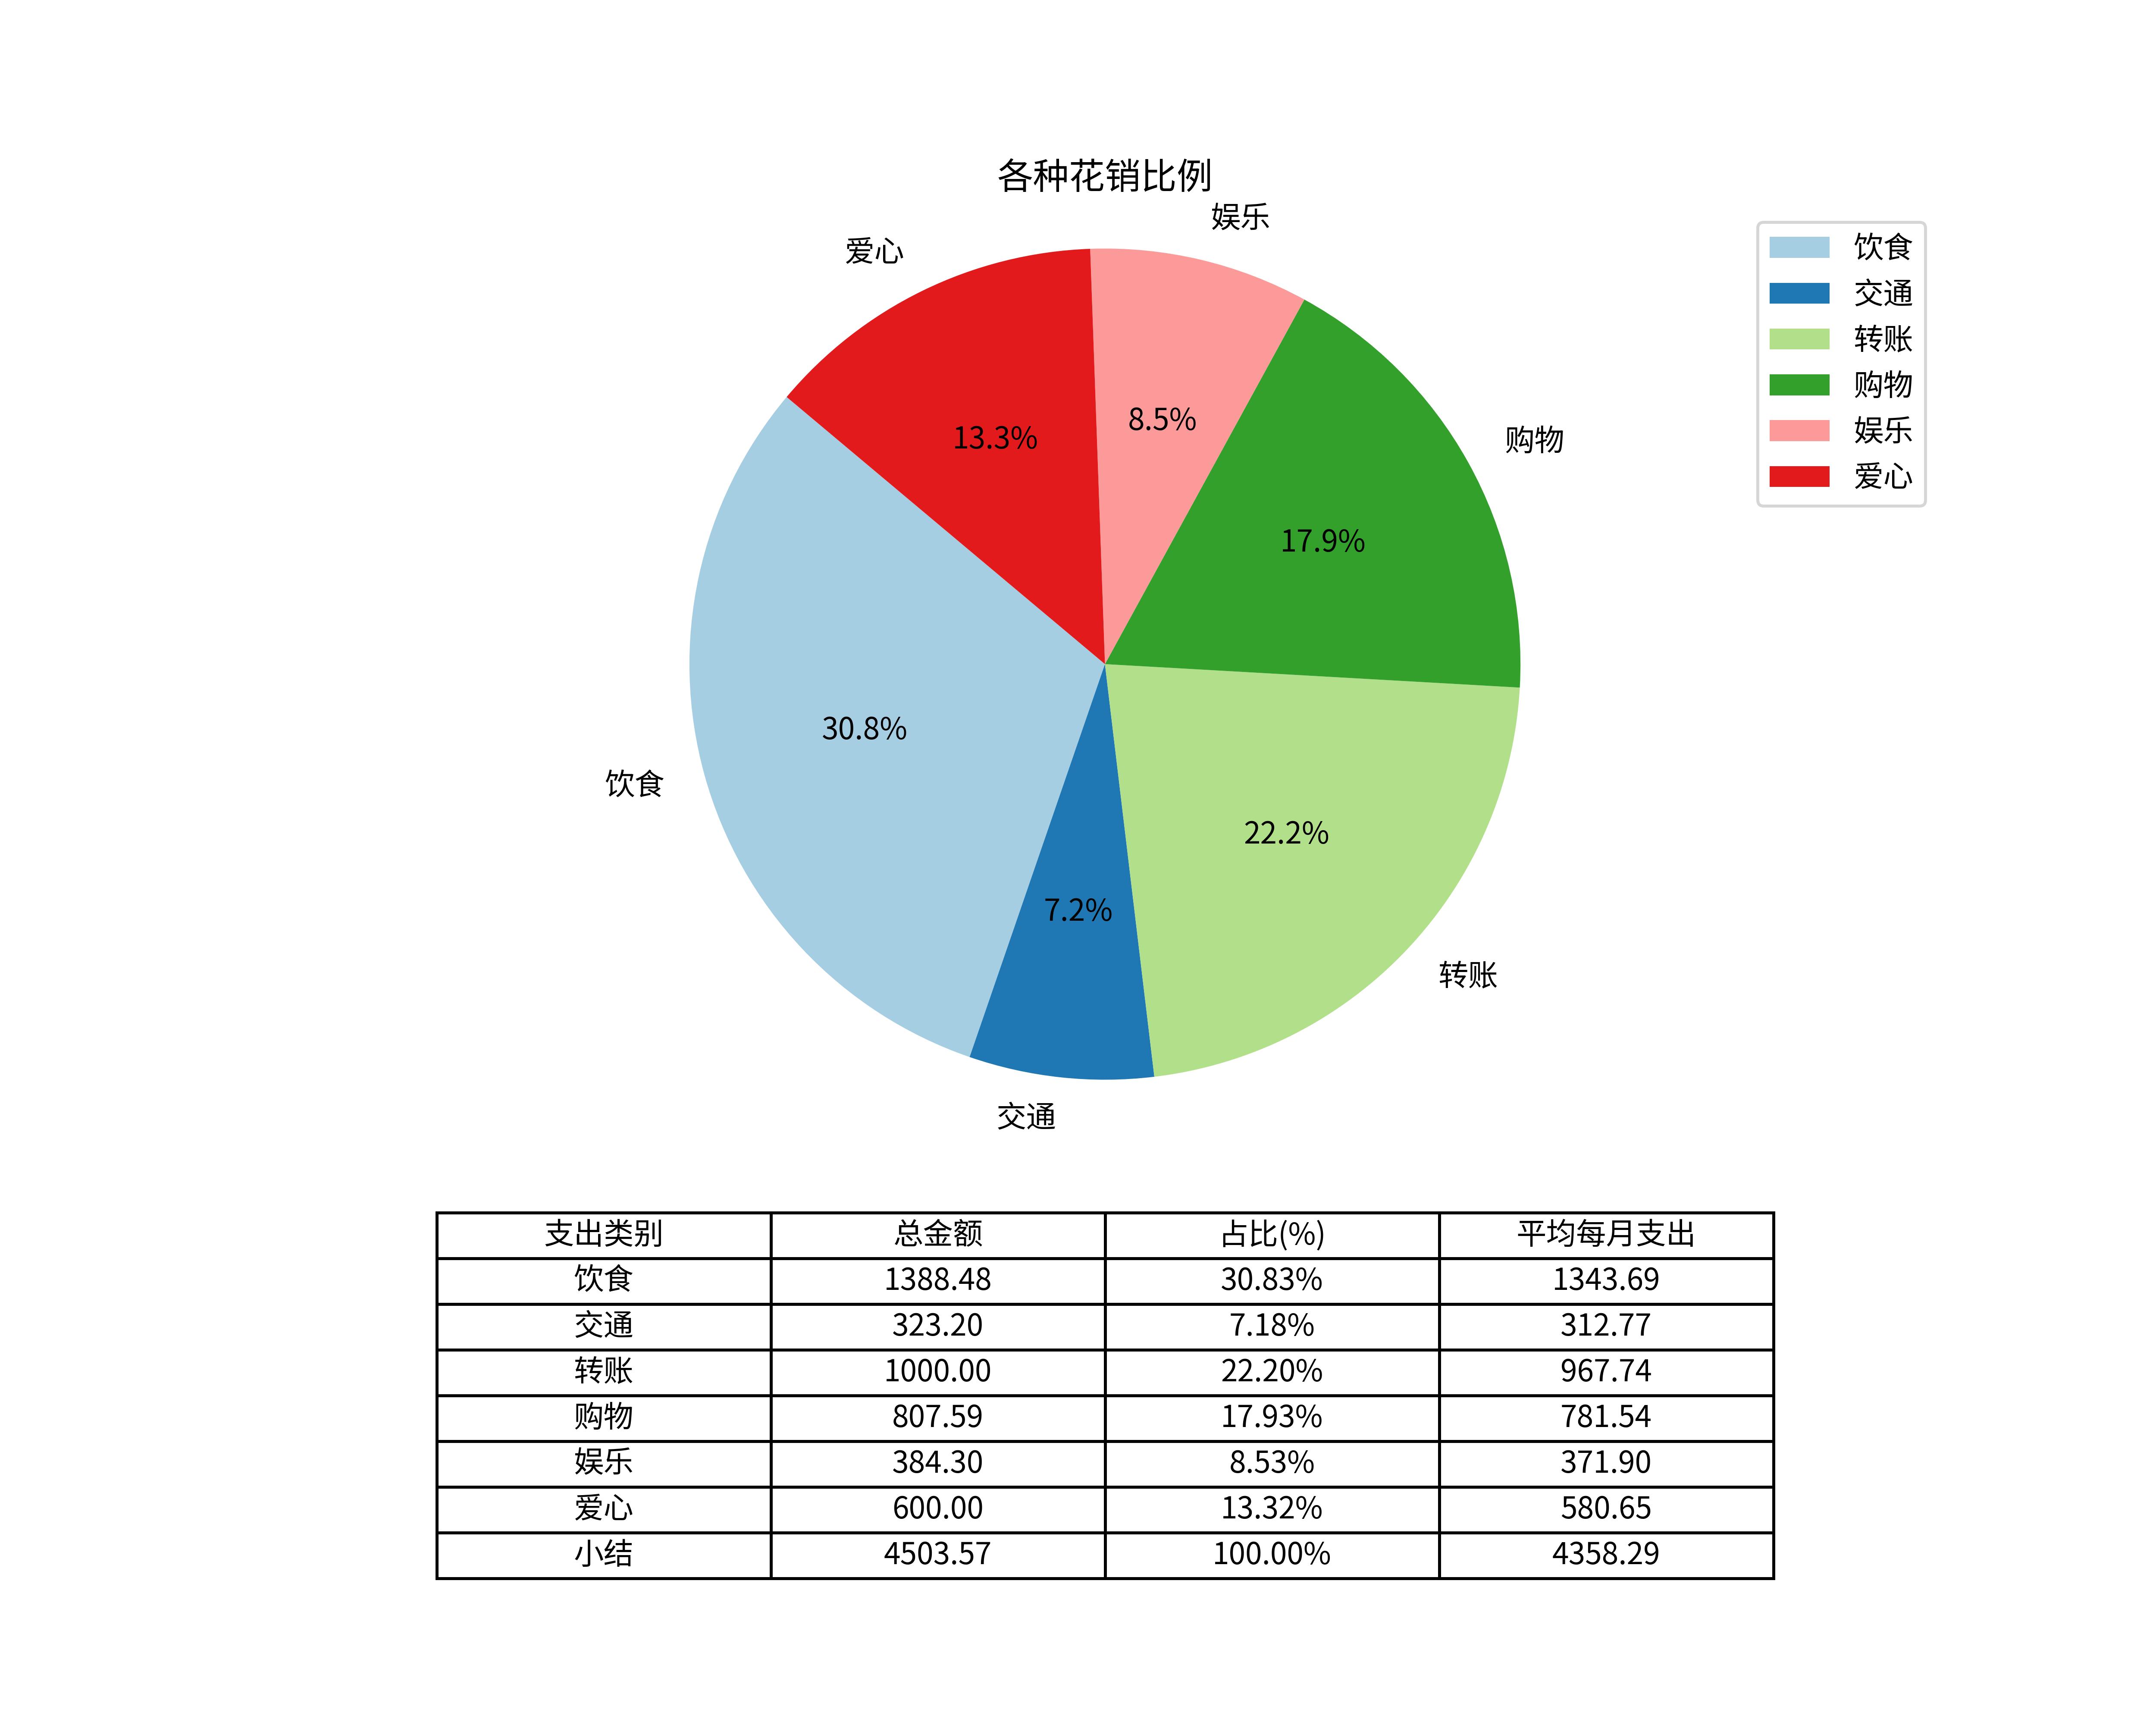 各种花销比例
娱乐
爱心
购物
饮食
转账
交通
13.3%
8.5%
17.9%
30.8%
22.2%
7.2%
饮食
交通
转账
购物
娱乐
爱心
支出类别 总金额 占比(%) 平均每月支出
饮食 1388.48 30.83% 1343.69
交通 323.20 7.18% 312.77
转账 1000.00 22.20% 967.74
购物 807.59 17.93% 781.54
娱乐 384.30 8.53% 371.90
爱心 600.00 13.32% 580.65
小结 4503.57 100.00% 4358.29